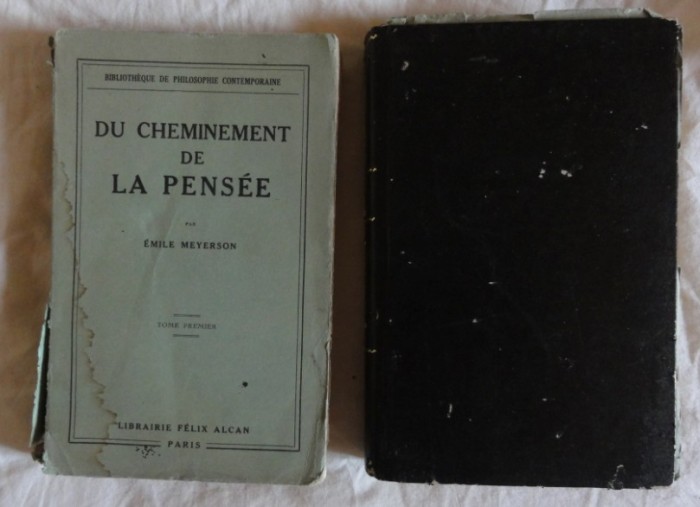 BIBLIOTHÈQUE DE PHILOSOPHIE CONTEMPORAINE
DU CHEMINEMENT
DE
LA PENSÉE
PAR
ÉMILE MEYERSON
TOME PREMIER
LIBRAIRIE FÉLIX ALCAN
PARIS